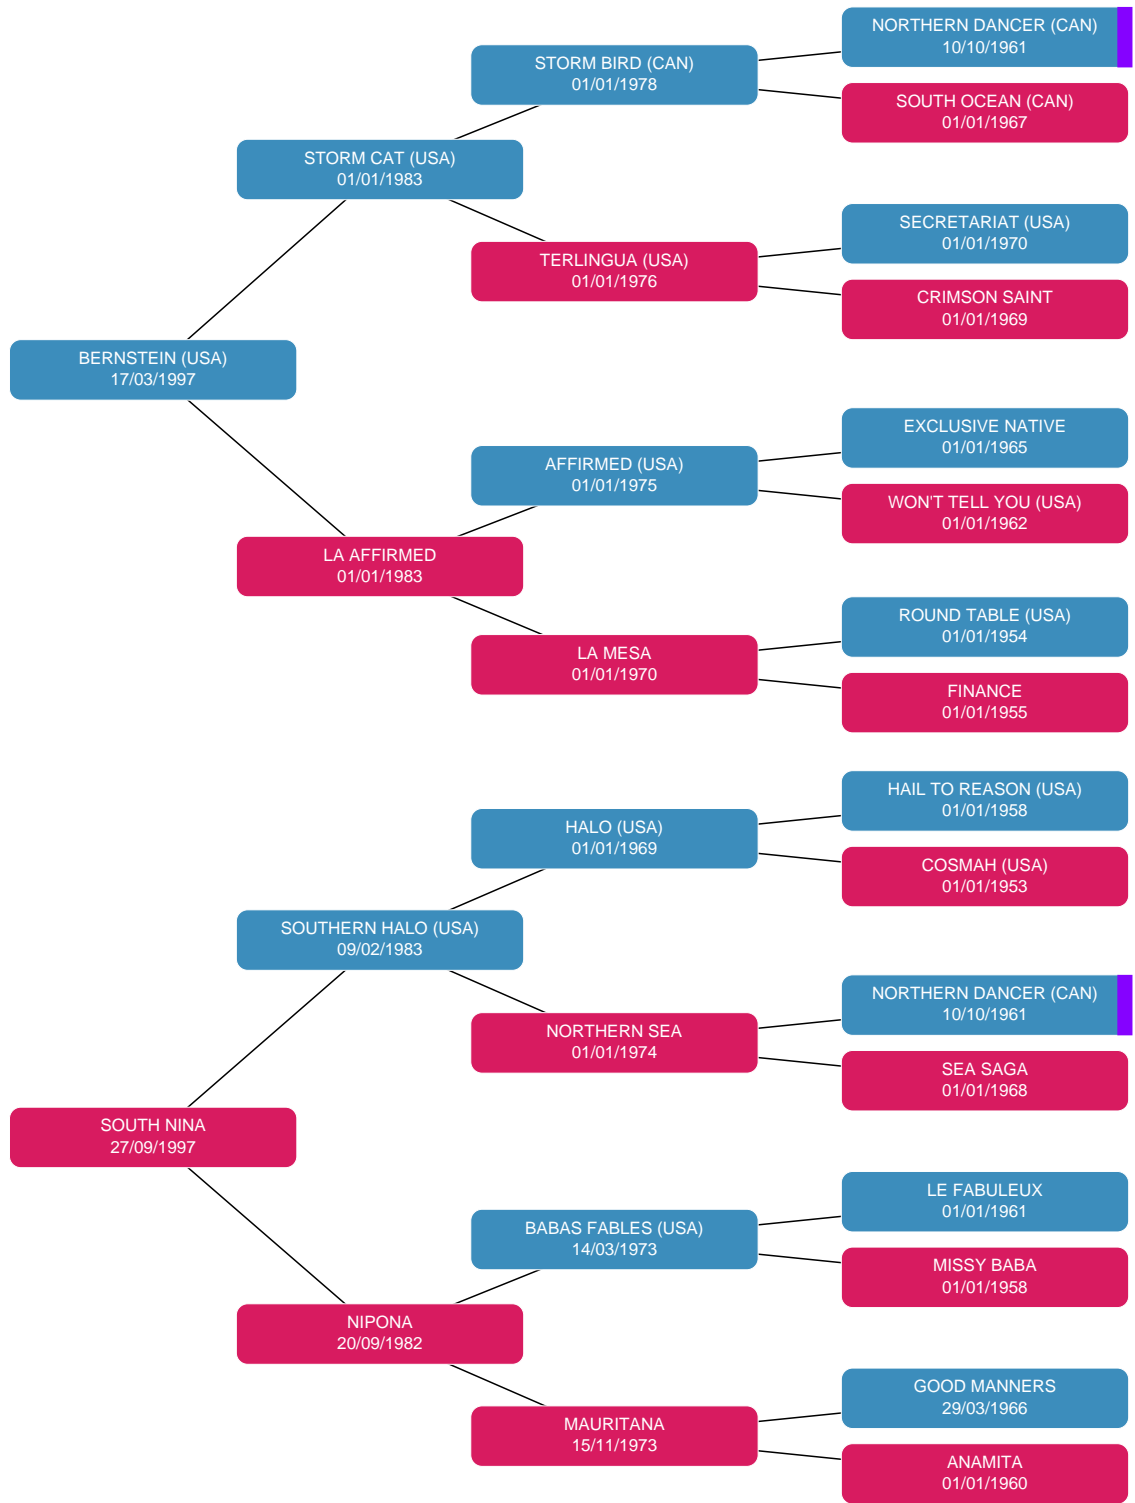 NORTHERN DANCER (CAN)
10/10/1961
STORM BIRD (CAN)
01/01/1978
SOUTH OCEAN (CAN)
01/01/1967
STORM CAT (USA)
01/01/1983
SECRETARIAT (USA)
01/01/1970
TERLINGUA (USA)
01/01/1976
CRIMSON SAINT
01/01/1969
BERNSTEIN (USA)
17/03/1997
EXCLUSIVE NATIVE
01/01/1965
AFFIRMED (USA)
01/01/1975
WON'T TELL YOU (USA)
01/01/1962
LA AFFIRMED
01/01/1983
ROUND TABLE (USA)
01/01/1954
LA MESA
01/01/1970
FINANCE
01/01/1955
HAIL TO REASON (USA)
01/01/1958
HALO (USA)
01/01/1969
COSMAH (USA)
01/01/1953
SOUTHERN HALO (USA)
09/02/1983
NORTHERN DANCER (CAN)
10/10/1961
NORTHERN SEA
01/01/1974
SEA SAGA
01/01/1968
SOUTH NINA
27/09/1997
LE FABULEUX
01/01/1961
BABAS FABLES (USA)
14/03/1973
MISSY BABA
01/01/1958
NIPONA
20/09/1982
GOOD MANNERS
29/03/1966
MAURITANA
15/11/1973
ANAMITA
01/01/1960